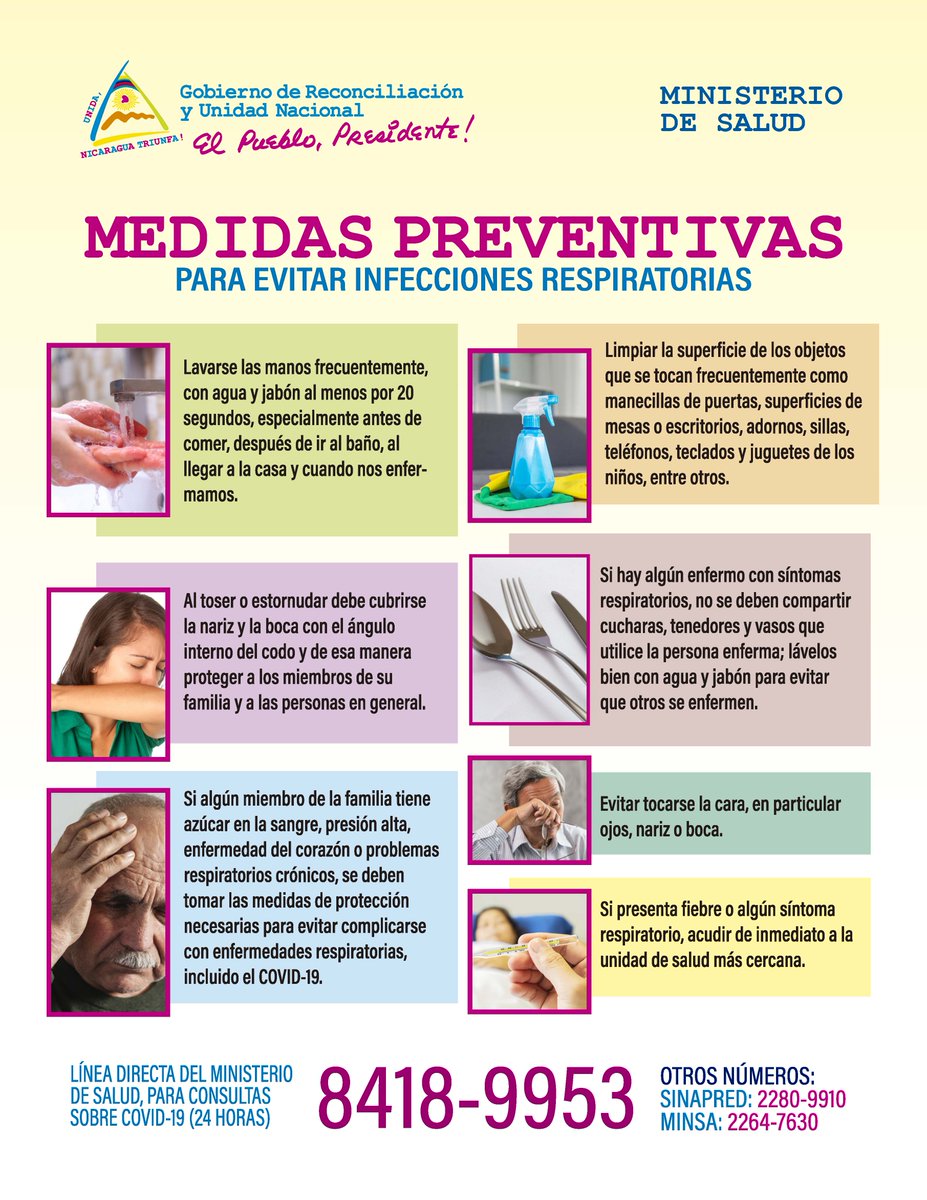 UNIDA,
NICARAGUA TRIUNFA!
Gobierno de Reconciliación
y Unidad Nacional
El Pueblo, Presidente!
MINISTERIO
DE SALUD
MEDIDAS PREVENTIVAS
PARA EVITAR INFECCIONES RESPIRATORIAS
Lavarse las manos frecuentemente,
con agua y jabón al menos por 20
segundos, especialmente antes de
comer, después de ir al baño, al
llegar a la casa y cuando nos enfer-
mamos.
Al toser o estornudar debe cubrirse
la nariz y la boca con el ángulo
interno del codo y de esa manera
proteger a los miembros de su
familia y a las personas en general.
Si algún miembro de la familia tiene
azúcar en la sangre, presión alta,
enfermedad del corazón o problemas
respiratorios crónicos, se deben
tomar las medidas de protección
necesarias para evitar complicarse
con enfermedades respiratorias,
incluido el COVID-19.
Limpiar la superficie de los objetos
que se tocan frecuentemente como
manecillas de puertas, superficies de
mesas o escritorios, adornos, sillas,
teléfonos, teclados y juguetes de los
niños, entre otros.
Si hay algún enfermo con síntomas
respiratorios, no se deben compartir
cucharas, tenedores y vasos que
utilice la persona enferma; lávelos
bien con agua y jabón para evitar
que otros se enfermen.
Evitar tocarse la cara, en particular
ojos, nariz o boca.
Si presenta fiebre o algún síntoma
respiratorio, acudir de inmediato a la
unidad de salud más cercana.
LÍNEA DIRECTA DEL MINISTERIO
DE SALUD, PARA CONSULTAS
SOBRE COVID-19 (24 HORAS)
8418-9953
OTROS NÚMEROS:
SINAPRED: 2280-9910
MINSA: 2264-7630